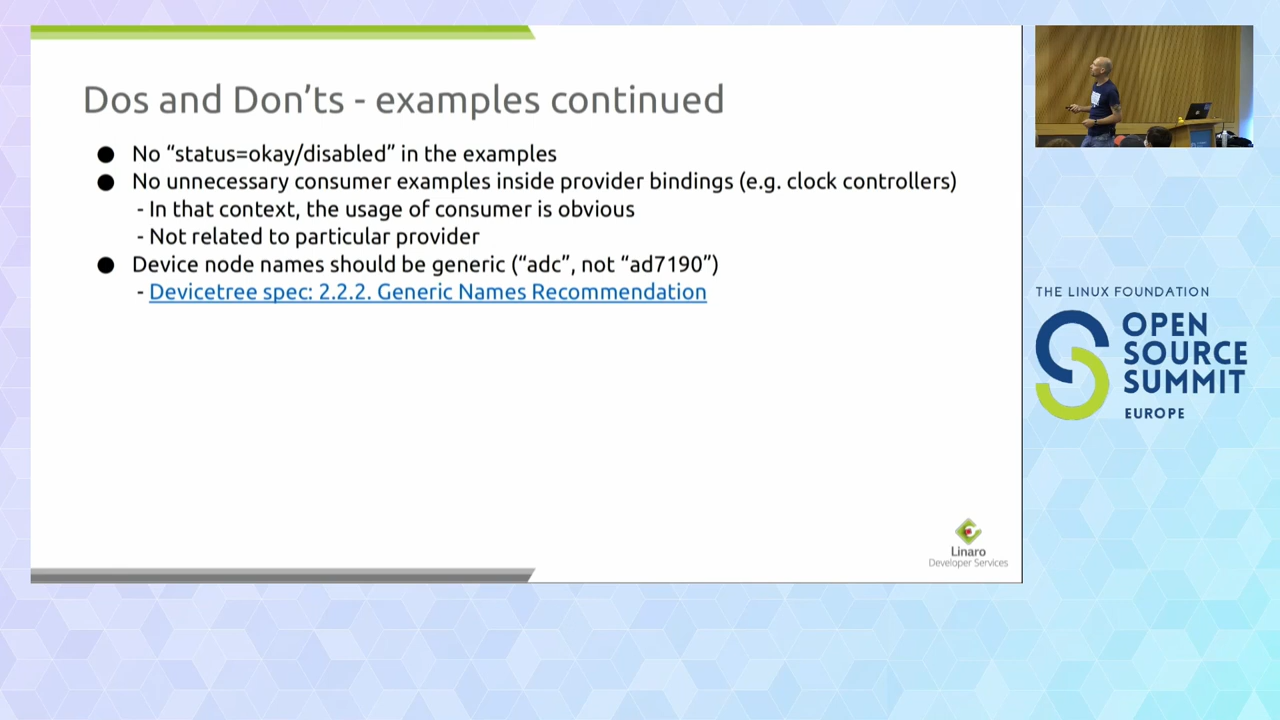 Dos and Don’ts - examples continued
● No “status=okay/disabled” in the examples
● No unnecessary consumer examples inside provider bindings (e.g. clock controllers)
- In that context, the usage of consumer is obvious
- Not related to particular provider
● Device node names should be generic (“adc”, not “ad7190”)
- Devicetree spec: 2.2.2. Generic Names Recommendation
Linaro
Developer Services
THE LINUX FOUNDATION
OPEN
SOURCE
SUMMIT
EUROPE